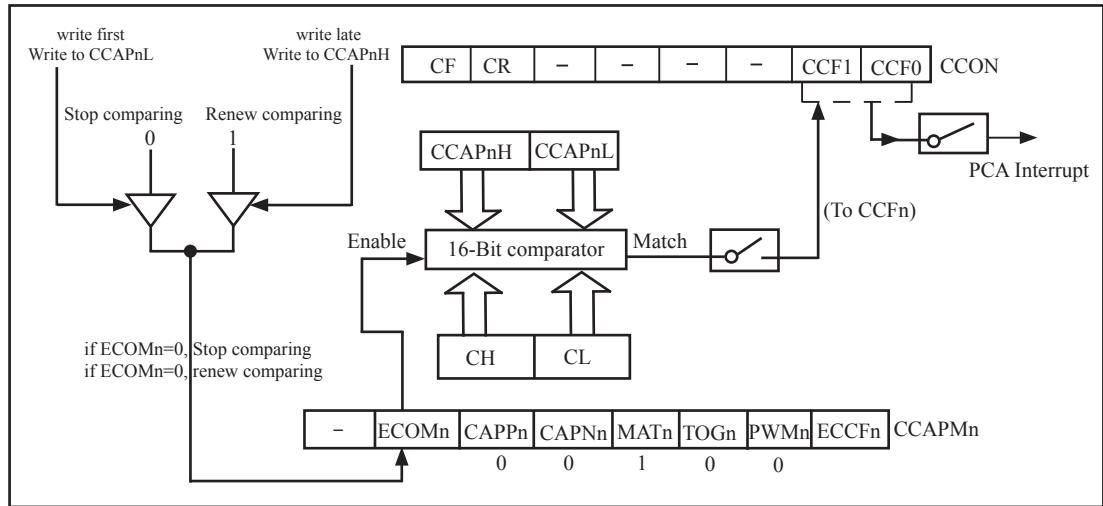 write first
Write to CCAPnL
write late
Write to CCAPnH
CF CR – – – – CCF1 CCF0 CCON
Stop comparing
0
Renew comparing
1
CCAPnH CCAPnL
PCA Interrupt
(To CCFn)
Enable
16-Bit comparator
Match
CH CL
if ECOMn=0, Stop comparing
if ECOMn=0, renew comparing
– ECOMn CAPPn CAPNn MATn TOGn PWMn ECCFn CCAPMn
0 0 1 0 0